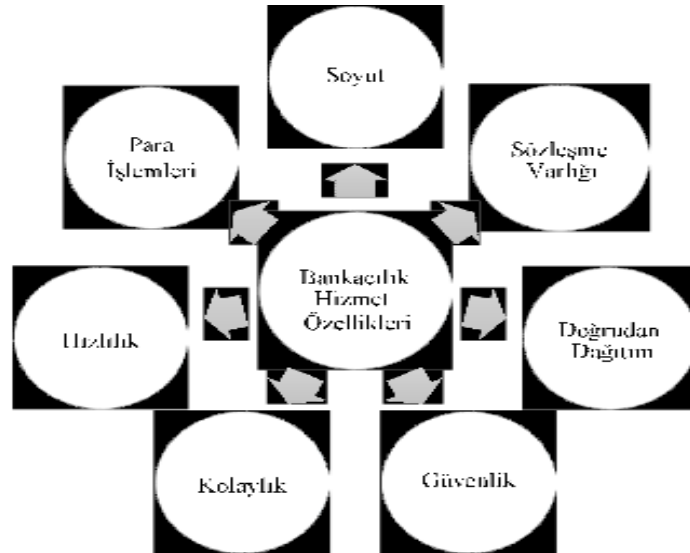 Soyut
Para
İşlemleri
Sözleşme
Varlığı
Bankacılık
Hizmet
Özellikleri
Hızlılık
Doğrudan
Dağıtım
Kolaylık
Güvenlik